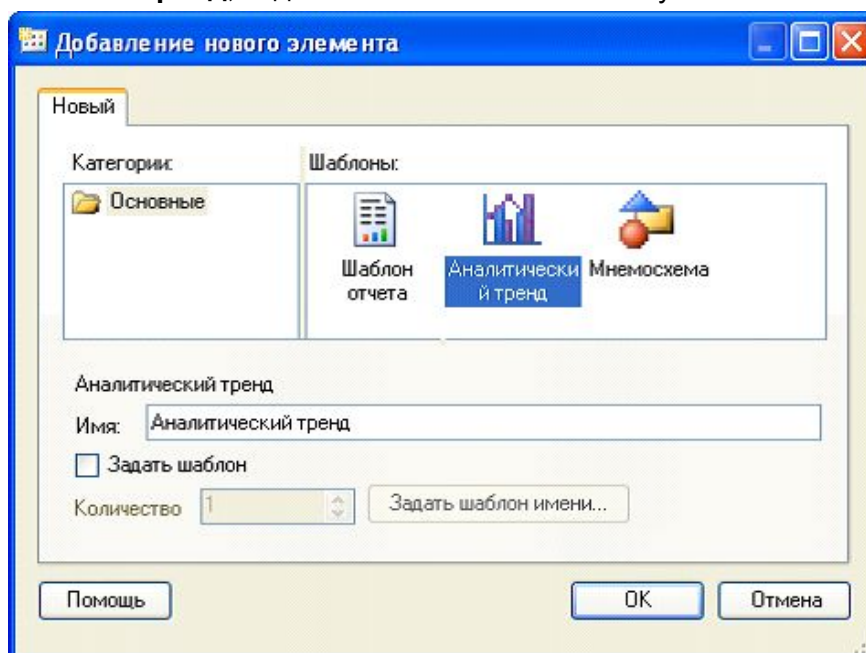 Добавление нового элемента
Новый
Категории:
Шаблоны:
Основные
Шаблон
отчета
Аналитически
й тренд
Мнемосхема
Аналитический тренд
Имя: Аналитический тренд
Задать шаблон
Количество 1 Задать шаблон имени...
Помощь OK Отмена